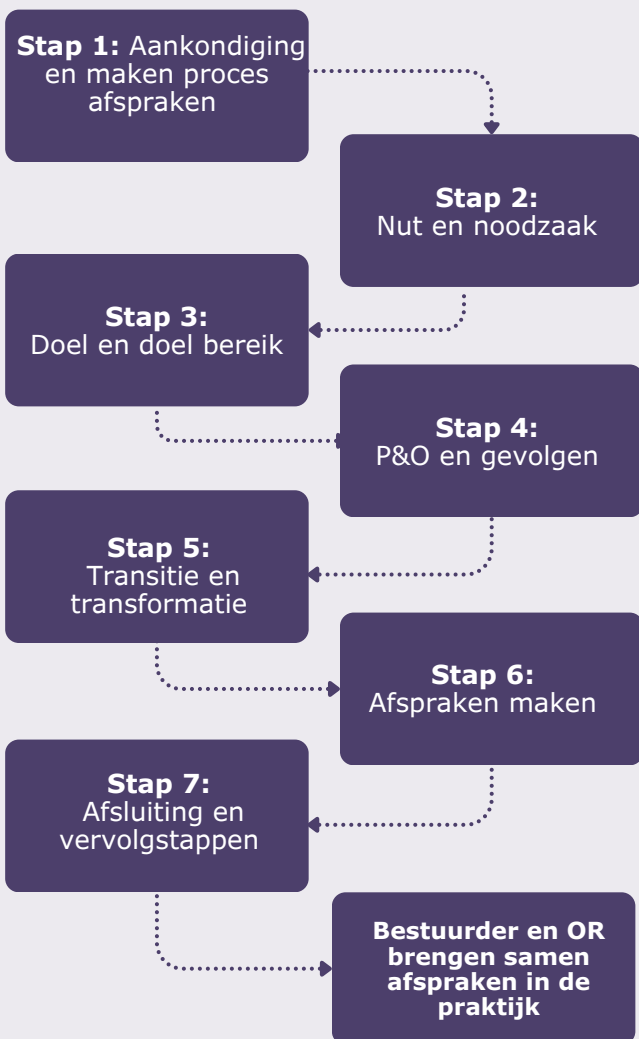 Stap 1: Aankondiging
en maken proces
afspraken
Stap 2:
Nut en noodzaak
Stap 3:
Doel en doel bereik
Stap 4:
P&O en gevolgen
Stap 5:
Transitie en
transformatie
Stap 6:
Afspraken maken
Stap 7:
Afsluiting en
vervolgstappen
Bestuurder en OR
brengen samen
afspraken in de
praktijk